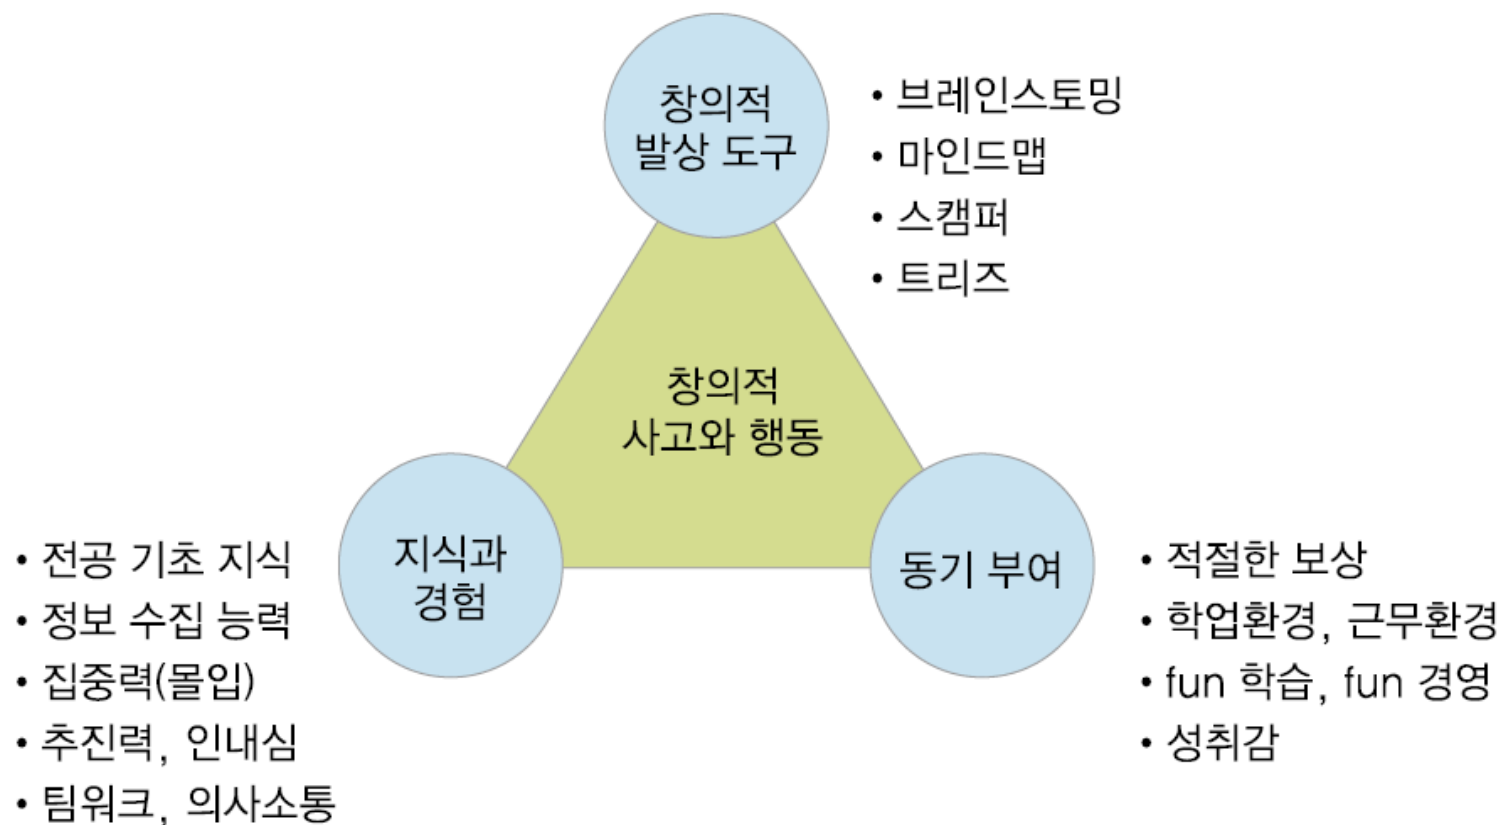 창의적
발상 도구
• 브레인스토밍
• 마인드맵
• 스캠퍼
• 트리즈
창의적
사고와 행동
지식과
경험
• 전공 기초 지식
• 정보 수집 능력
• 집중력(몰입)
• 추진력, 인내심
• 팀워크, 의사소통
동기 부여
• 적절한 보상
• 학업환경, 근무환경
• fun 학습, fun 경영
• 성취감